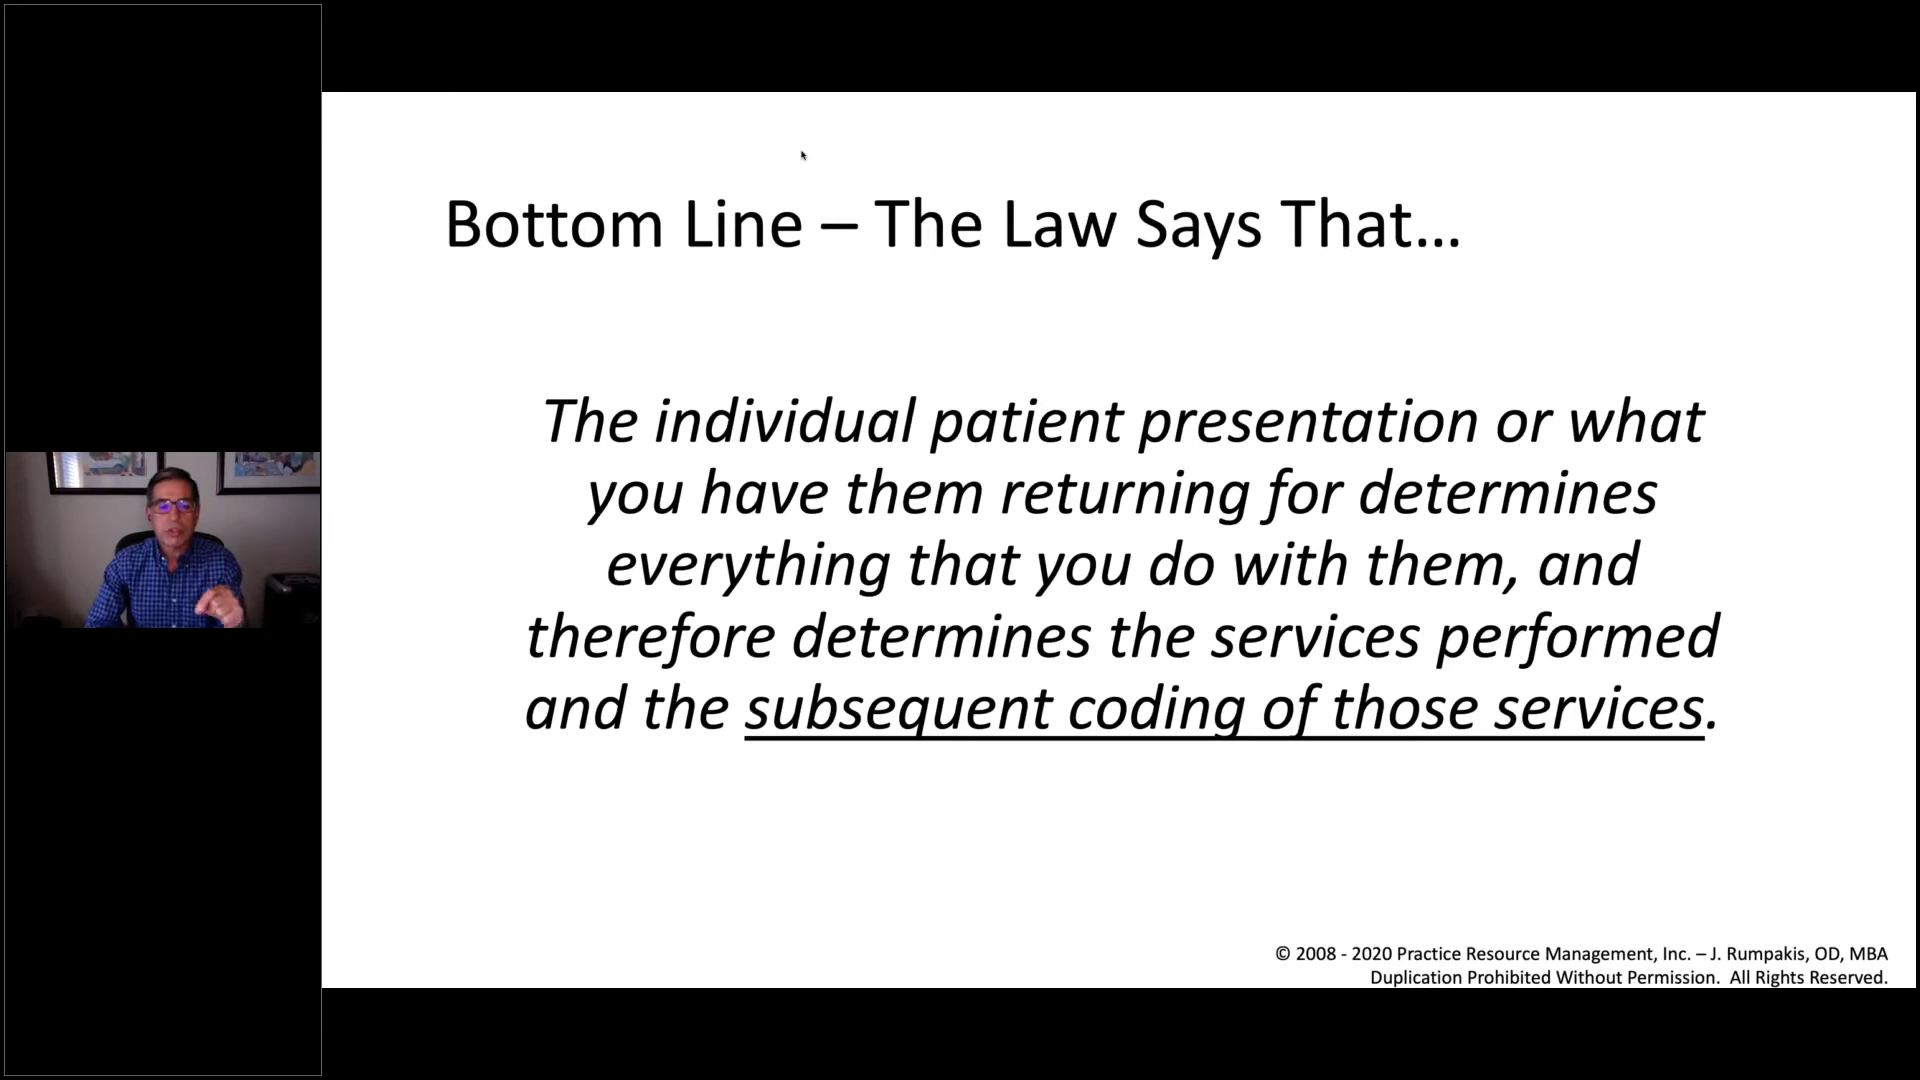 Bottom Line – The Law Says That…
The individual patient presentation or what
you have them returning for determines
everything that you do with them, and
therefore determines the services performed
and the subsequent coding of those services.
© 2008 - 2020 Practice Resource Management, Inc. – J. Rumpakis, OD, MBA
Duplication Prohibited Without Permission.  All Rights Reserved.